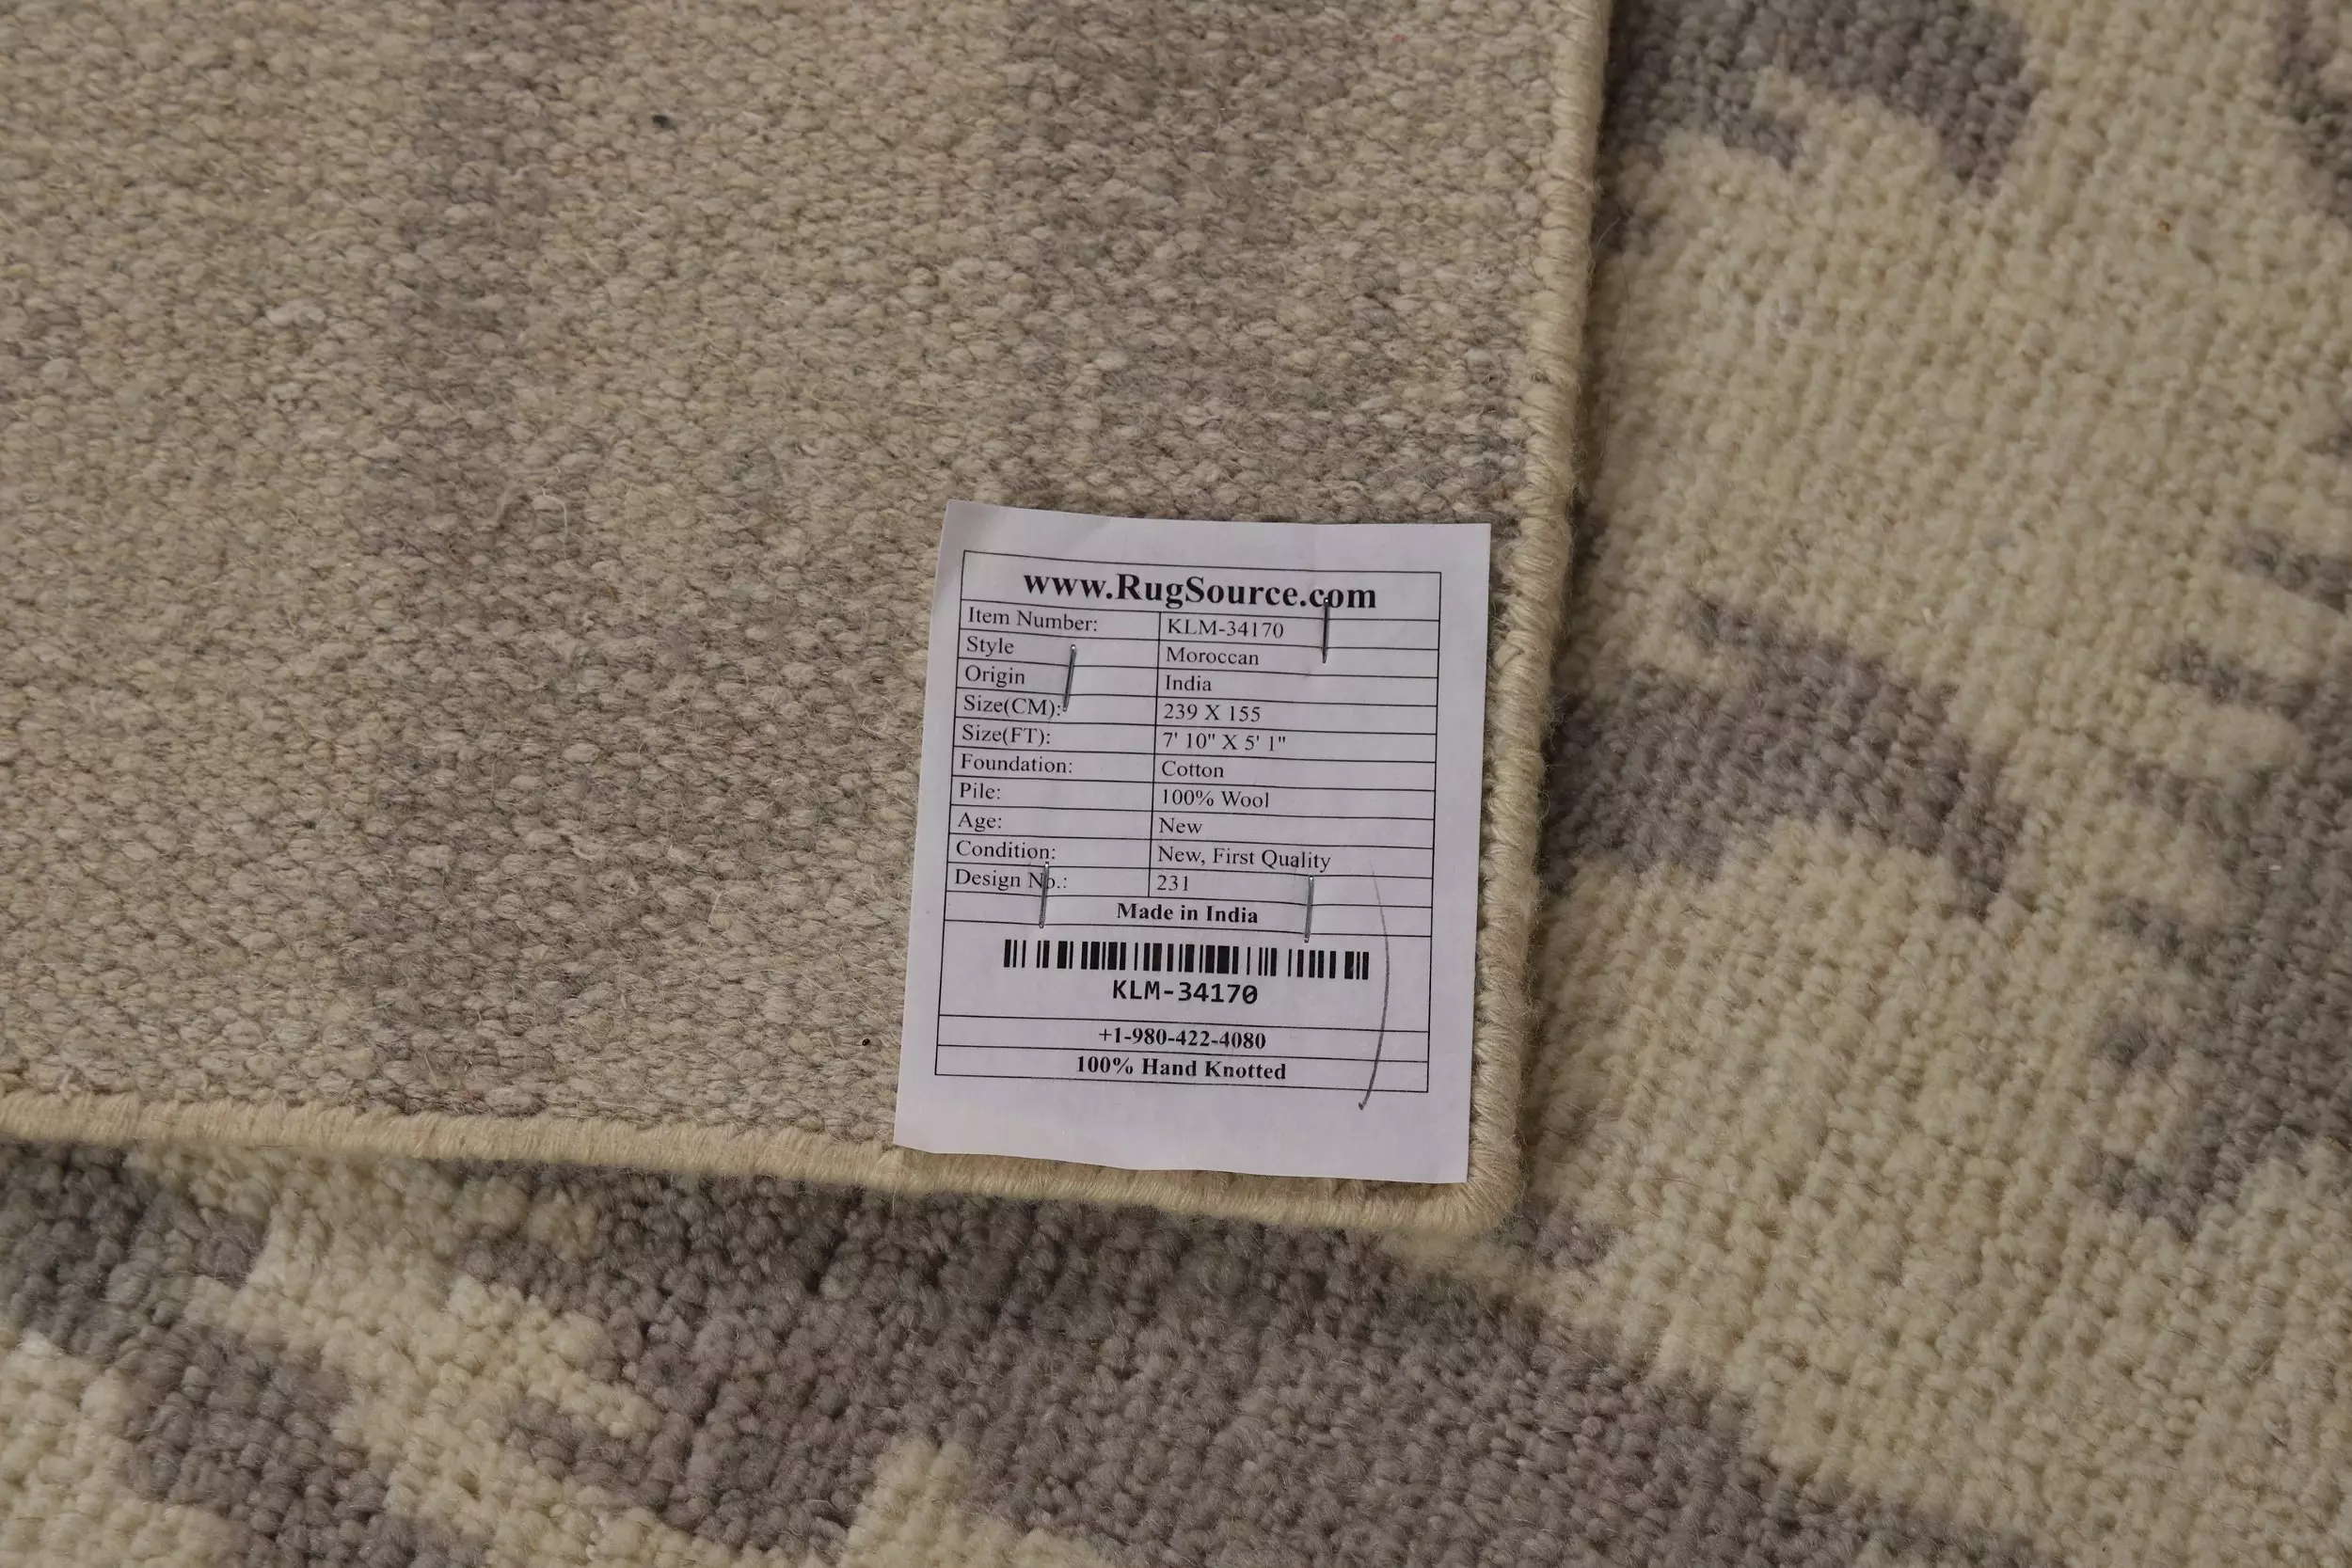 www.RugSource.com
Item Number: KLM-34170
Style Moroccan
Origin India
Size(CM): 239 X 155
Size(FT): 7' 10" X 5' 1"
Foundation: Cotton
Pile: 100% Wool
Age: New
Condition: New, First Quality
Design No.: 231
Made in India
KLM-34170
+1-980-422-4080
100% Hand Knotted